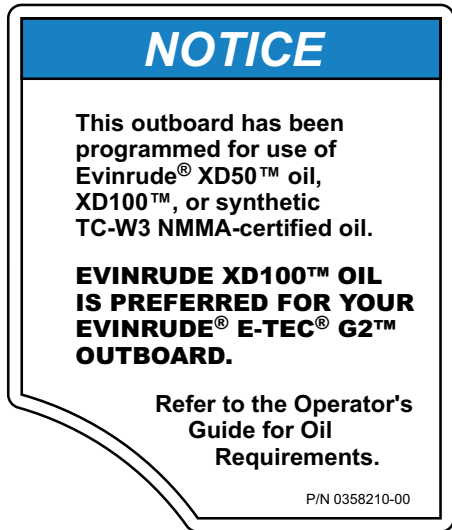 NOTICE
This outboard has been
programmed for use of
Evinrude® XD50™ oil,
XD100™, or synthetic
TC-W3 NMMA-certified oil.
EVINRUDE XD100™ OIL
IS PREFERRED FOR YOUR
EVINRUDE® E-TEC® G2™
OUTBOARD.
Refer to the Operator's
Guide for Oil
Requirements.
P/N 0358210-00